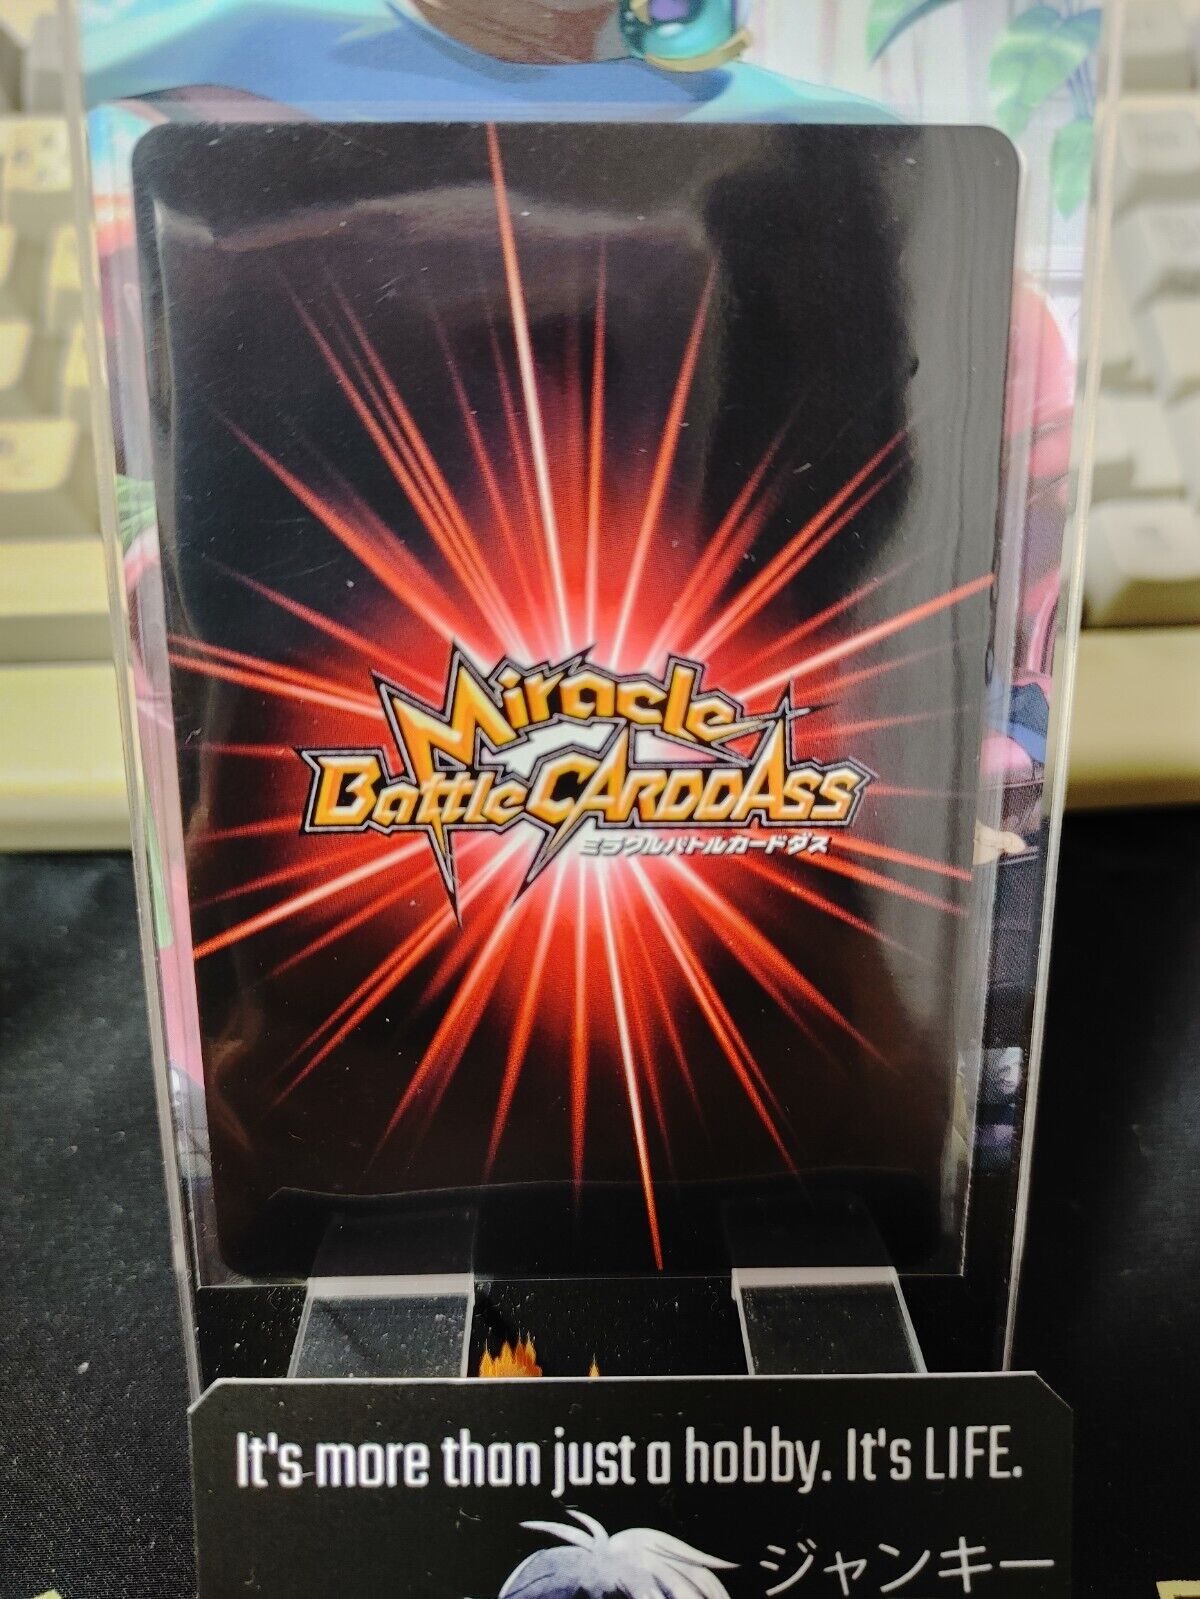 Miracle
Battle CARDDASS
ミラクルバトルカードダス
It's more than just a hobby. It's LIFE.
ジャンキー